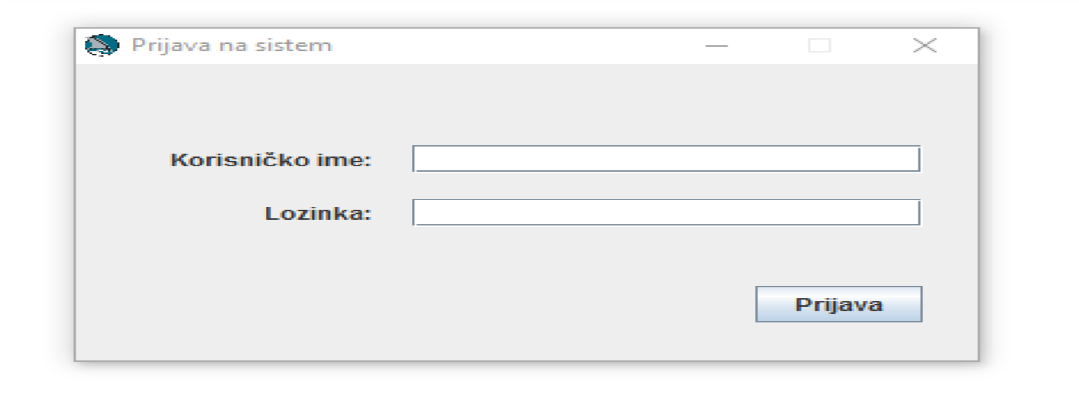 Prijava na sistem
Korisničko ime:
Lozinka:
Prijava